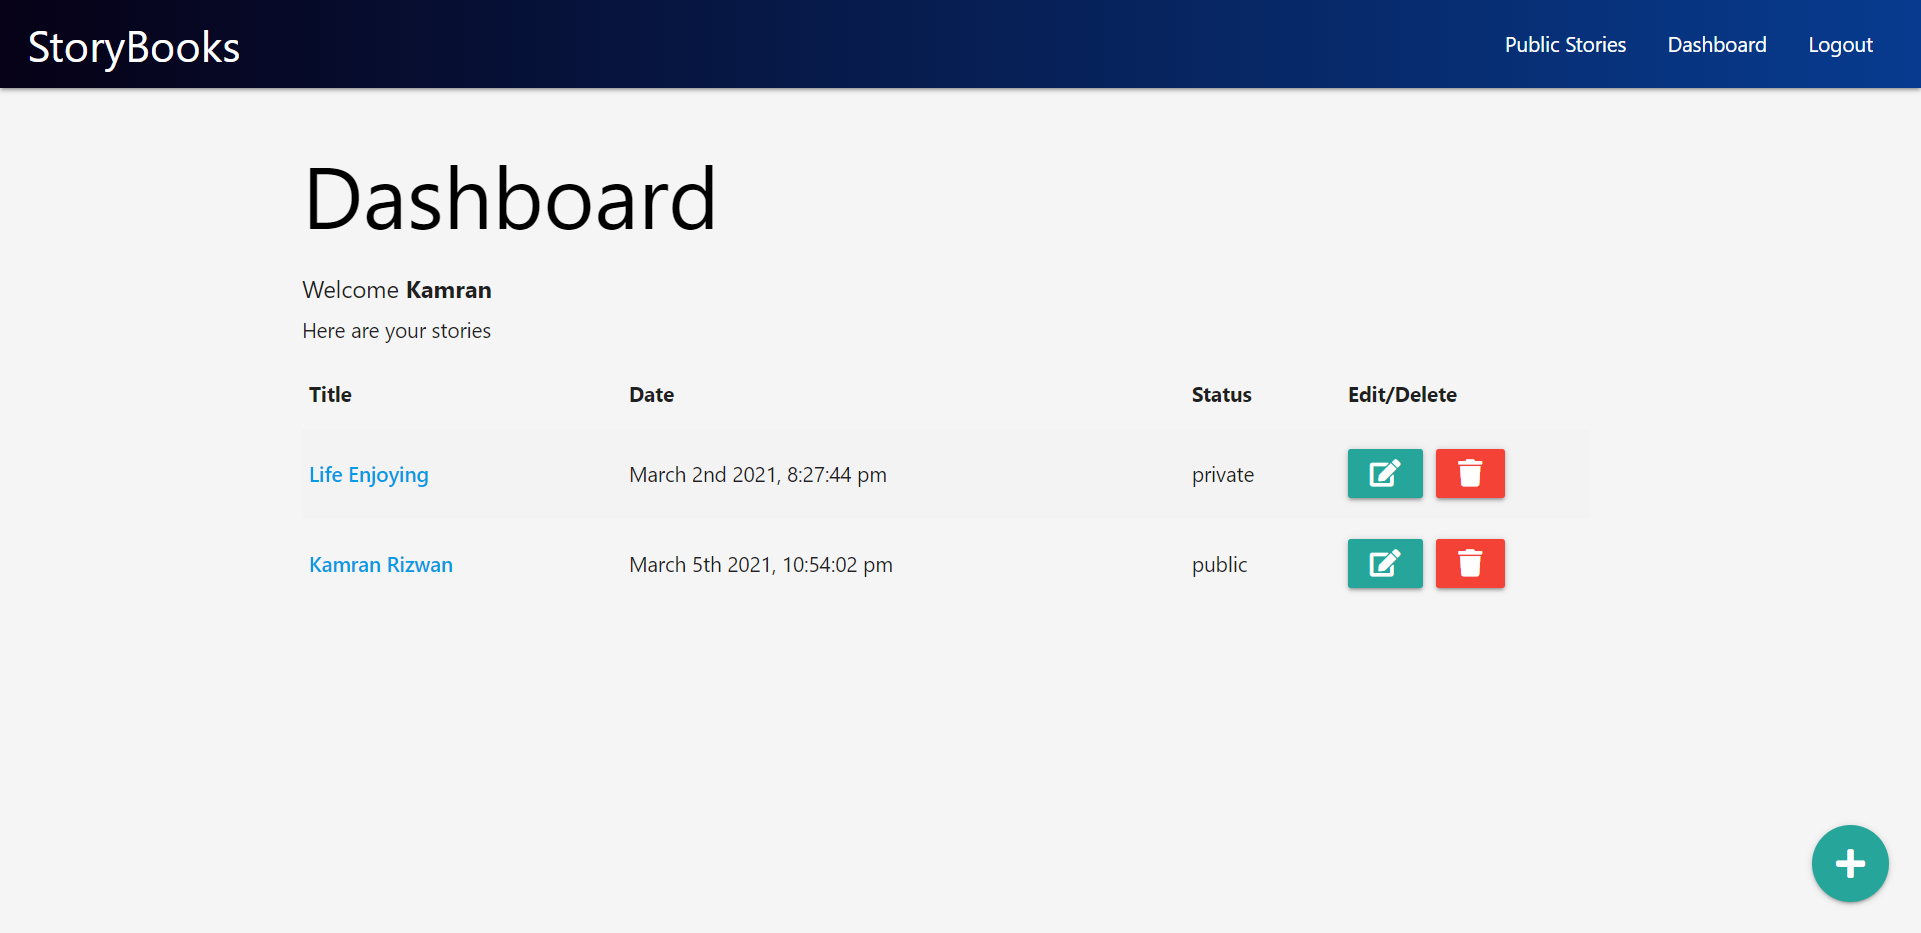 StoryBooks
Public Stories Dashboard Logout
Dashboard
Welcome Kamran
Here are your stories
Title Date Status Edit/Delete
Life Enjoying March 2nd 2021, 8:27:44 pm private
Kamran Rizwan March 5th 2021, 10:54:02 pm public